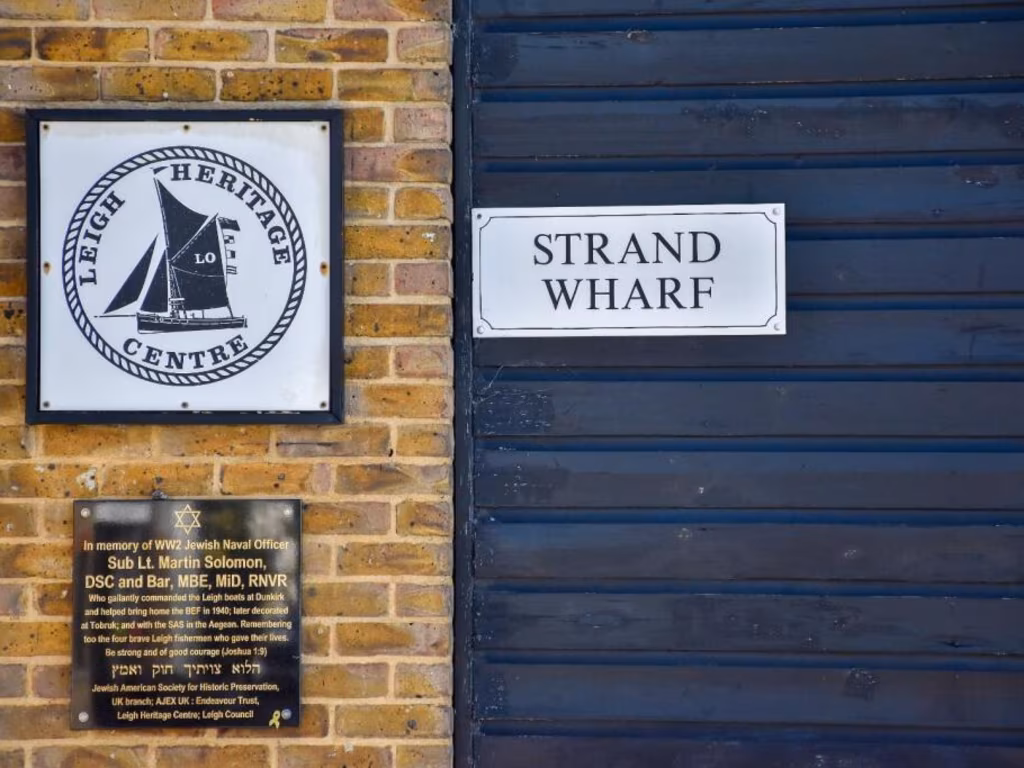 LEIGH HERITAGE
CENTRE
LO
STRAND
WHARF
In memory of WW2 Jewish Naval Officer
Sub Lt. Martin Solomon,
DSC and Bar, MBE, MiD, RNVR
Who gallantly commanded the Leigh boats at Dunkirk
and helped bring home the BEF in 1940; later decorated
at Tobruk; and with the SAS in the Aegean. Remembering
too the four brave Leigh fishermen who gave their lives.
Be strong and of good courage (Joshua 1:9)
הלוא צויתיך חזק ואמץ
Jewish American Society for Historic Preservation,
UK branch; AJEX UK : Endeavour Trust,
Leigh Heritage Centre; Leigh Council